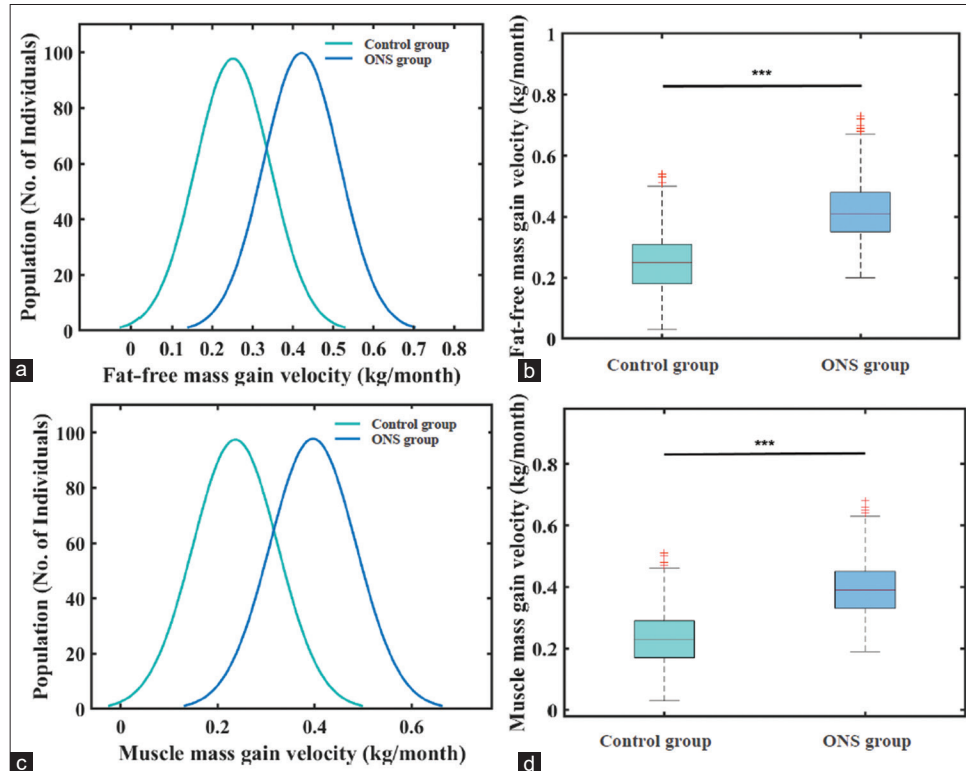 Population (No. of Individuals)
100
80
60
40
20
0
Control group
ONS group
0
0.1
0.2
0.3
0.4
0.5
0.6
0.7
0.8
Fat-free mass gain velocity (kg/month)
a
Fat-free mass gain velocity (kg/month)
1
0.8
0.6
0.4
0.2
0
***
Control group
ONS group
b
Population (No. of Individuals)
100
80
60
40
20
0
Control group
ONS group
0
0.2
0.4
0.6
Muscle mass gain velocity (kg/month)
c
Muscle mass gain velocity (kg/month)
0.8
0.6
0.4
0.2
0
***
Control group
ONS group
d